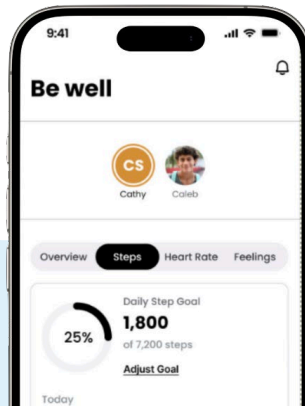 9:41
Be well
CS
Cathy Caleb
Overview Steps Heart Rate Feelings
Daily Step Goal
1,800
25%
of 7,200 steps
Adjust Goal
Today